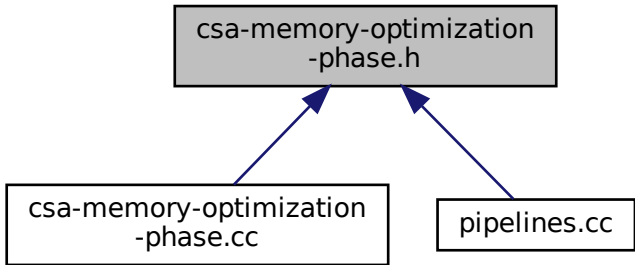 csa-memory-optimization
-phase.h
csa-memory-optimization
-phase.cc
pipelines.cc